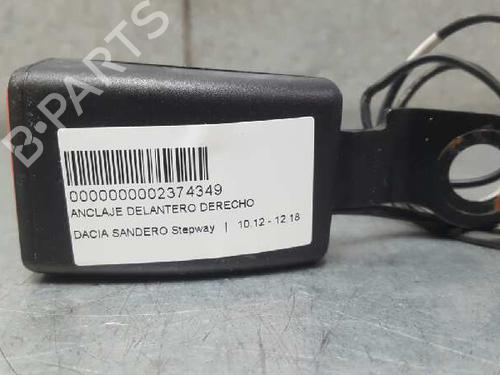 B-PARTS
0000000002374349
ANCLAJE DELANTERO DERECHO
DACIA SANDERO Stepway | 10.12 - 12.18